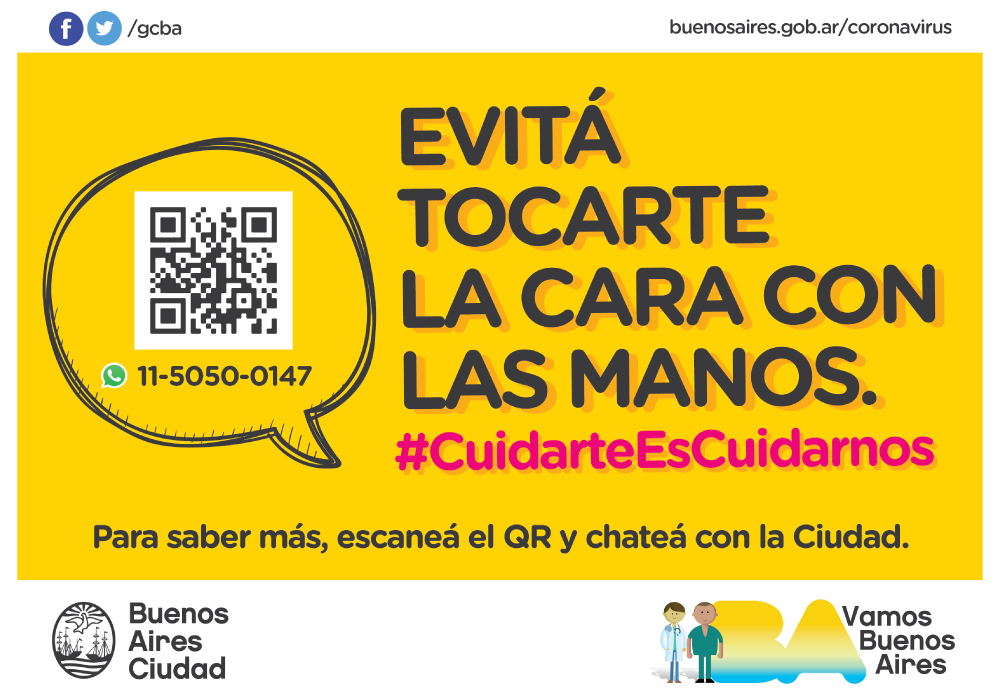 /gcba
buenosaires.gob.ar/coronavirus
EVITÁ
TOCARTE
LA CARA CON
LAS MANOS.
#CuidarteEsCuidarnos
11-5050-0147
Para saber más, escaneá el QR y chateá con la Ciudad.
Buenos
Aires
Ciudad
BA
Vamos
Buenos
Aires